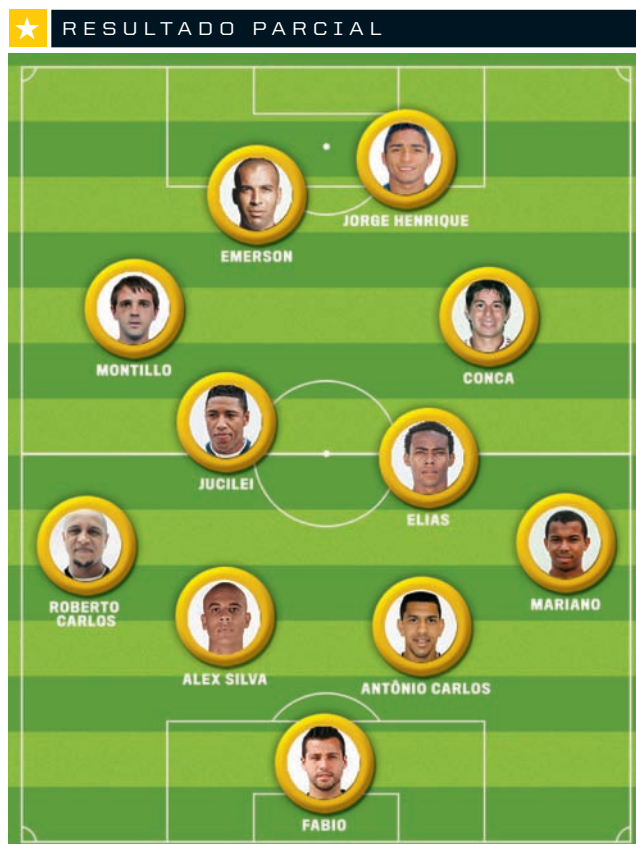 RESULTADO PARCIAL
JORGE HENRIQUE
EMERSON
MONTILLO
CONCA
JUCILEI
ELIAS
ROBERTO
CARLOS
MARIANO
ALEX SILVA
ANTÔNIO CARLOS
FABIO